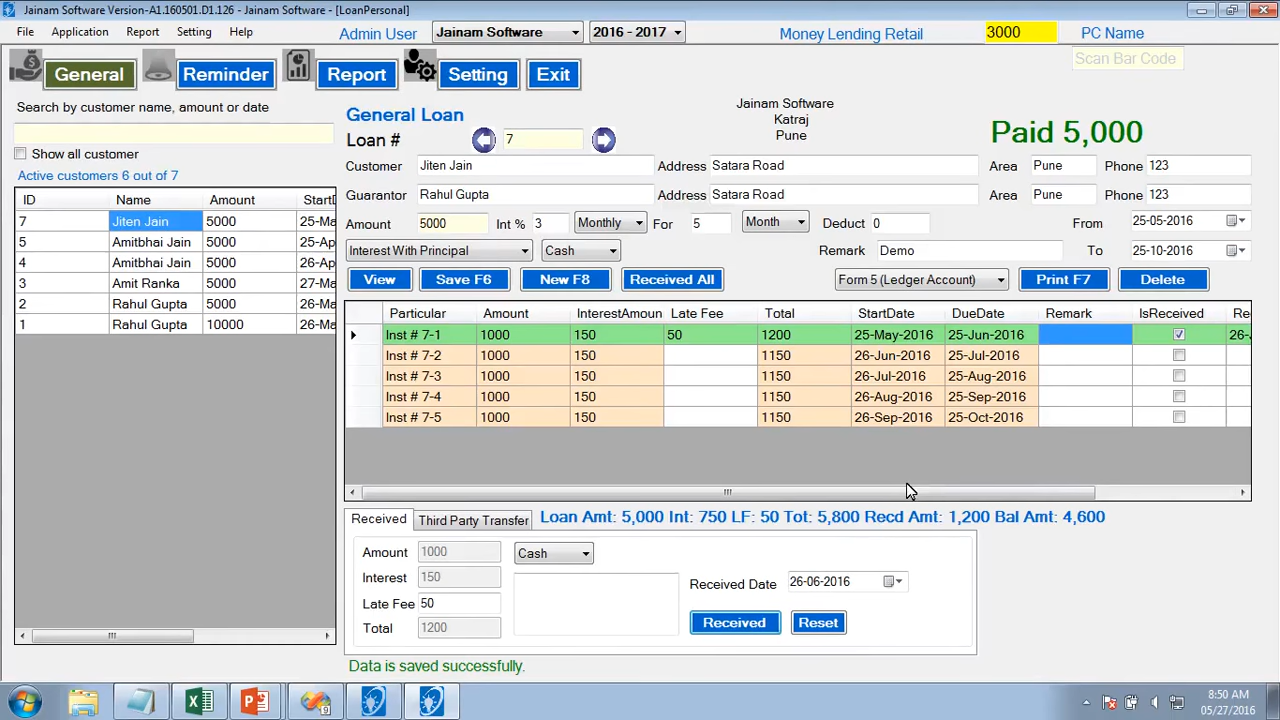 Jainam Software Version-A1.160501.D1.126 - Jainam Software - [LoanPersonal]
File Application Report Setting Help Admin User Jainam Software 2016 - 2017 Money Lending Retail 3000 PC Name
Scan Bar Code
General Reminder Report Setting Exit
Search by customer name, amount or date
Show all customer
Active customers 6 out of 7
ID Name Amount
7 Jiten Jain 5000
5 Amitbhai Jain 5000
4 Amitbhai Jain 5000
3 Amit Ranka 5000
2 Rahul Gupta 5000
1 Rahul Gupta 10000
General Loan
Jainam Software
Katraj
Pune
Paid 5,000
Loan # 7
Customer Jiten Jain Address Satara Road Area Pune Phone 123
Guarantor Rahul Gupta Address Satara Road Area Pune Phone 123
Amount 5000 Int % 3 Monthly For 5 Month Deduct 0 From 25-05-2016
Interest With Principal Cash Remark Demo To 25-10-2016
View Save F6 New F8 Received All Form 5 (Ledger Account) Print F7 Delete
Particular Amount InterestAmoun Late Fee Total StartDate DueDate Remark IsReceived Re
Inst # 7-1 1000 150 50 1200 25-May-2016 25-Jun-2016 26-
Inst # 7-2 1000 150 1150 26-Jun-2016 25-Jul-2016
Inst # 7-3 1000 150 1150 26-Jul-2016 25-Aug-2016
Inst # 7-4 1000 150 1150 26-Aug-2016 25-Sep-2016
Inst # 7-5 1000 150 1150 26-Sep-2016 25-Oct-2016
Received Third Party Transfer Loan Amt: 5,000 Int: 750 LF: 50 Tot: 5,800 Recd Amt: 1,200 Bal Amt: 4,600
Amount 1000 Cash
Interest 150 Received Date 26-06-2016
Late Fee 50
Total 1200 Received Reset
Data is saved successfully.
8:50 AM
05/27/2016